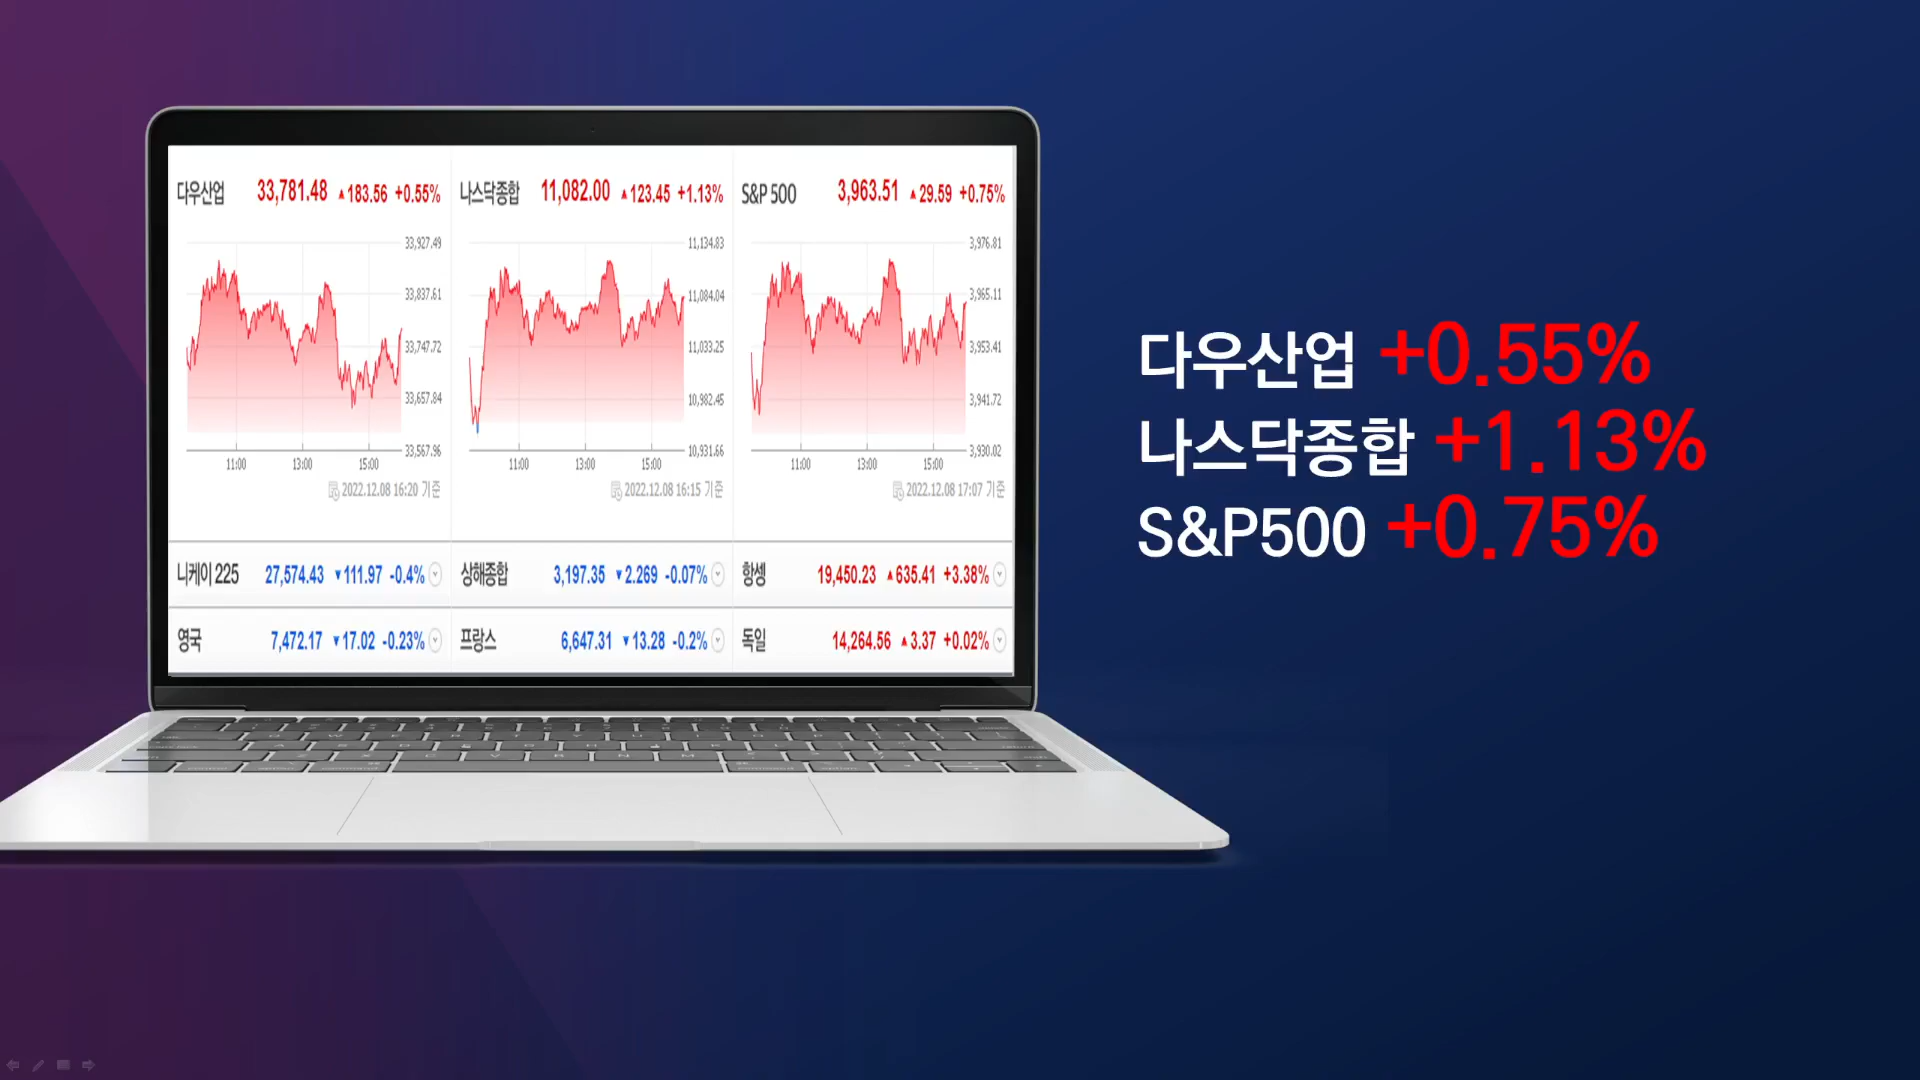 다우산업 33,781.48 ▲183.56 +0.55%
33,927.49
33,837.61
33,747.72
33,657.84
33,567.96
11:00 13:00 15:00
2022.12.08 16:20 기준
나스닥종합 11,082.00 ▲123.45 +1.13%
11,134.83
11,084.04
11,033.25
10,982.45
10,931.66
11:00 13:00 15:00
2022.12.08 16:15 기준
S&P 500 3,963.51 ▲29.59 +0.75%
3,976.81
3,965.11
3,953.41
3,941.72
3,930.02
11:00 13:00 15:00
2022.12.08 17:07 기준
니케이 225 27,574.43 ▼111.97 -0.4%
상해종합 3,197.35 ▼2.269 -0.07%
항셍 19,450.23 ▲635.41 +3.38%
영국 7,472.17 ▼17.02 -0.23%
프랑스 6,647.31 ▼13.28 -0.2%
독일 14,264.56 ▲3.37 +0.02%
다우산업 +0.55%
나스닥종합 +1.13%
S&P500 +0.75%